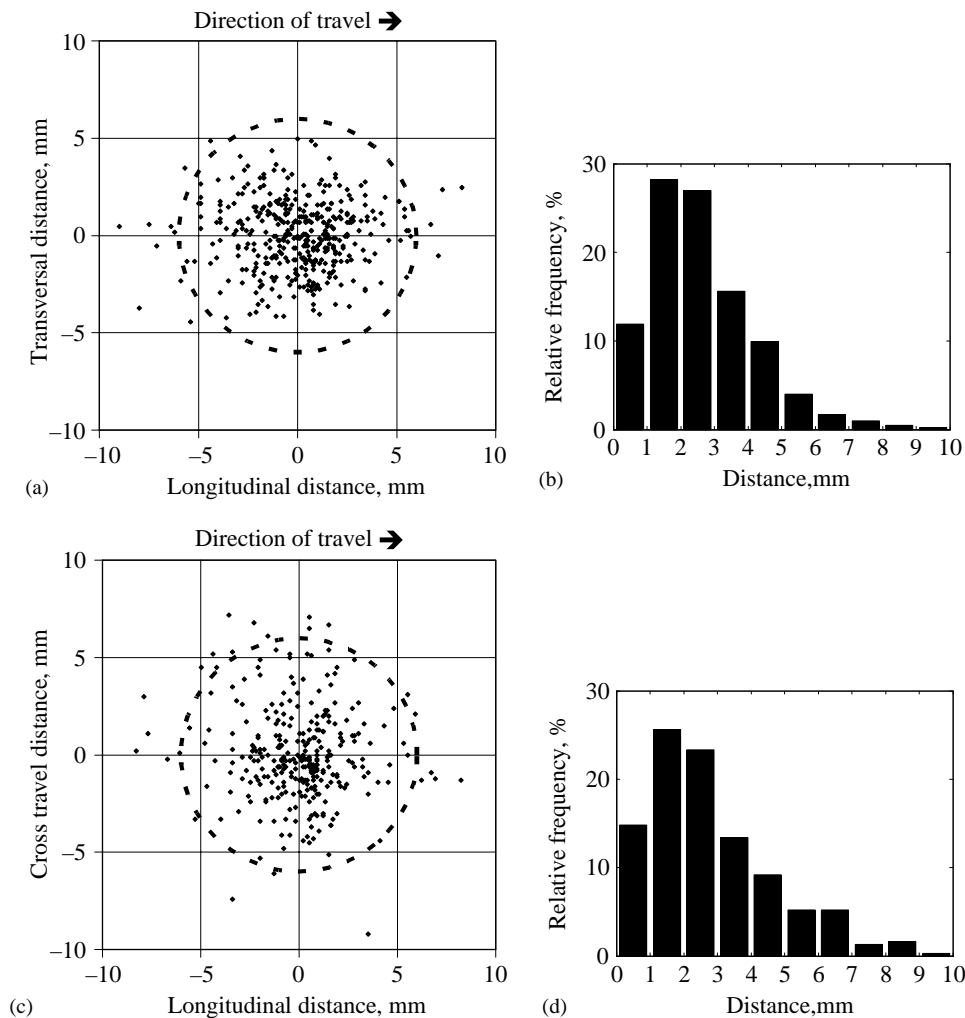 Direction of travel ➔
10
5
0
–5
–10
Transversal distance, mm
–10 –5 0 5 10
Longitudinal distance, mm
(a)
30
20
10
0
Relative frequency, %
0 1 2 3 4 5 6 7 8 9 10
Distance,mm
(b)
Direction of travel ➔
10
5
0
–5
–10
Cross travel distance, mm
–10 –5 0 5 10
Longitudinal distance, mm
(c)
30
20
10
0
Relative frequency, %
0 1 2 3 4 5 6 7 8 9 10
Distance,mm
(d)